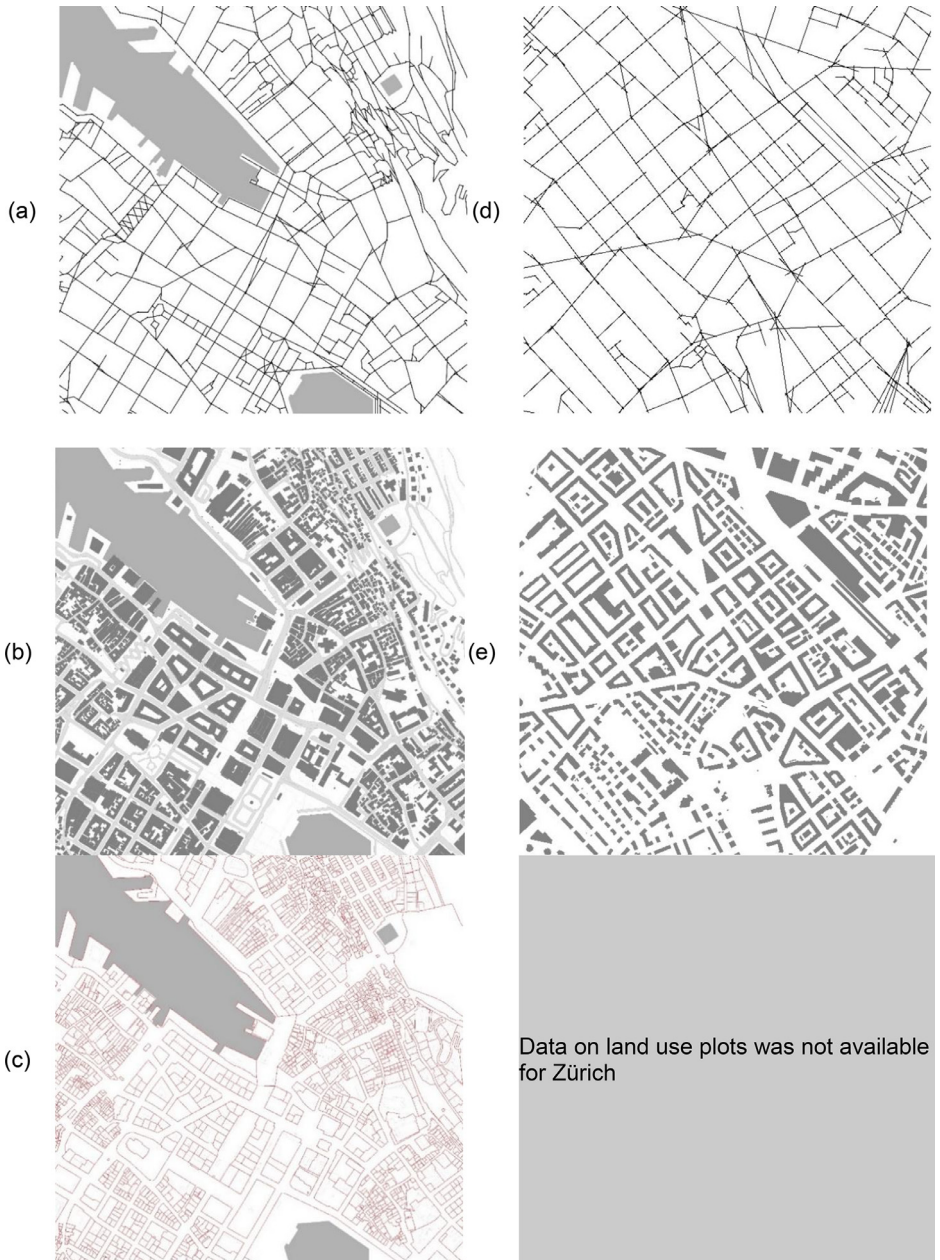 (a)
(d)
(b)
(e)
(c)
Data on land use plots was not available
for Zürich